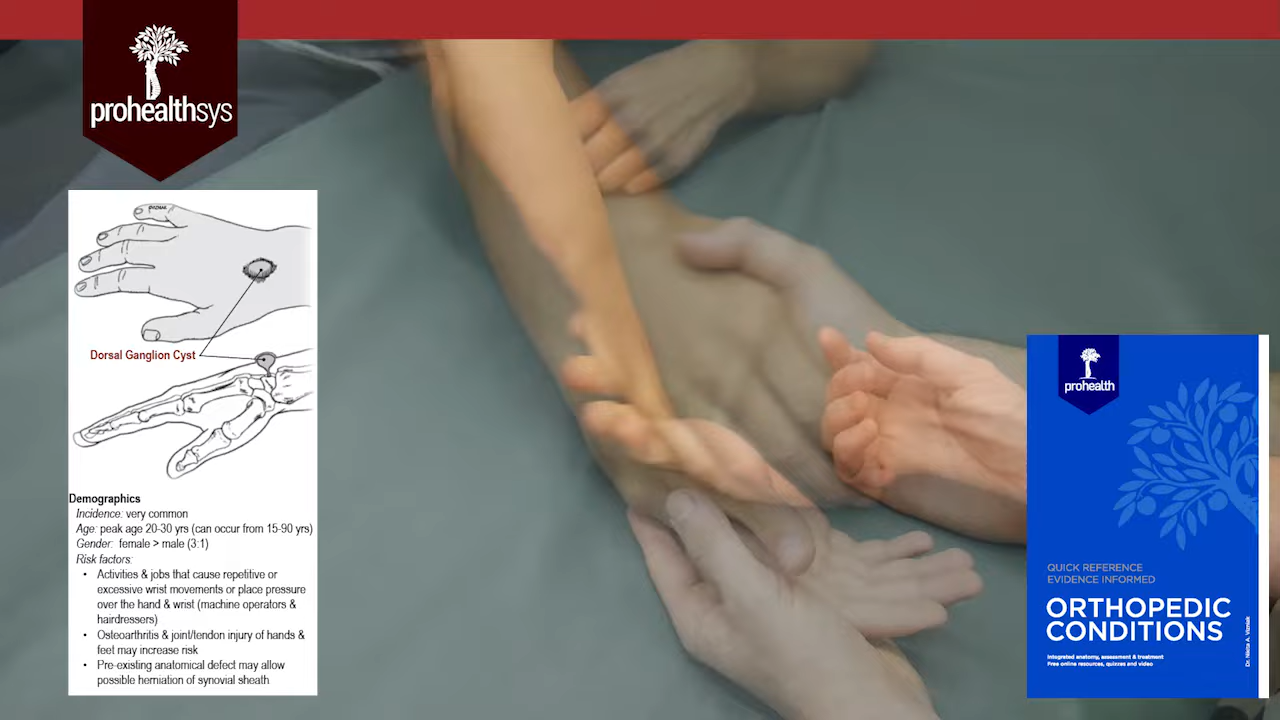 prohealthsys
Dorsal Ganglion Cyst
Demographics
Incidence: very common
Age: peak age 20-30 yrs (can occur from 15-90 yrs)
Gender: female > male (3:1)
Risk factors:
• Activities & jobs that cause repetitive or
excessive wrist movements or place pressure
over the hand & wrist (machine operators &
hairdressers)
• Osteoarthritis & joint/tendon injury of hands &
feet may increase risk
• Pre-existing anatomical defect may allow
possible herniation of synovial sheath
prohealth
QUICK REFERENCE
EVIDENCE INFORMED
ORTHOPEDIC
CONDITIONS
Integrated anatomy, assessment & treatment
Free online resources, quizzes and video
Dr. Nikita A. Vizniak